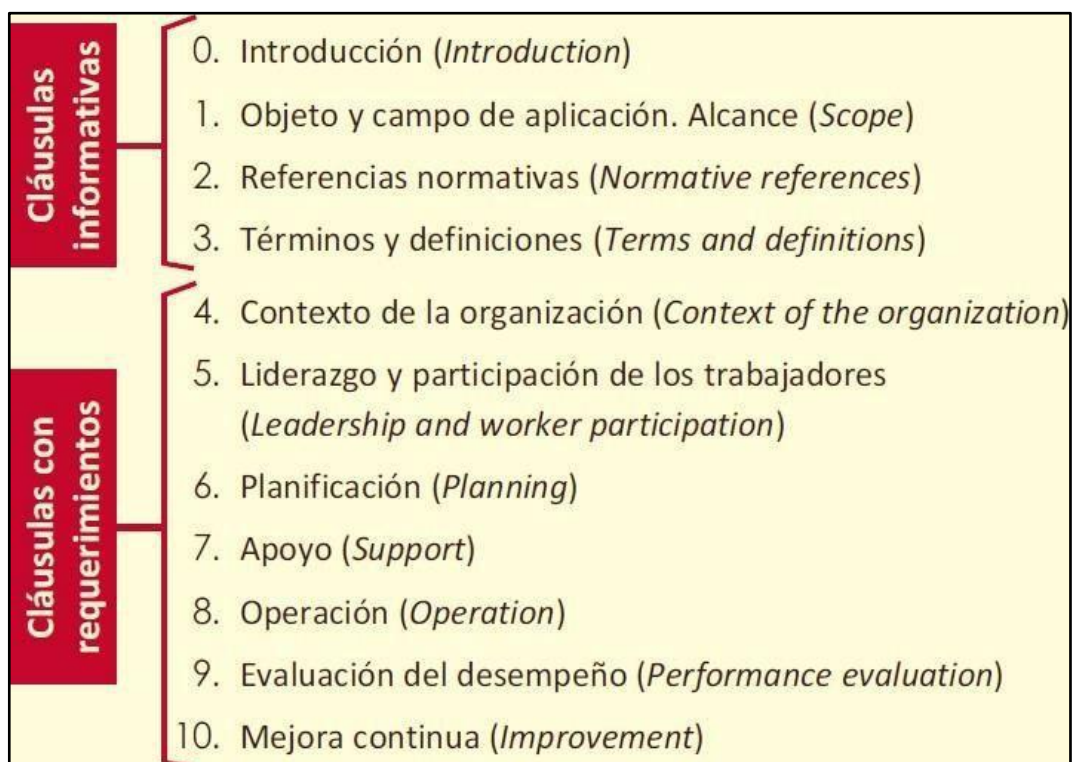 Cláusulas
informativas
0. Introducción (Introduction)
1. Objeto y campo de aplicación. Alcance (Scope)
2. Referencias normativas (Normative references)
3. Términos y definiciones (Terms and definitions)
Cláusulas con
requerimientos
4. Contexto de la organización (Context of the organization)
5. Liderazgo y participación de los trabajadores
(Leadership and worker participation)
6. Planificación (Planning)
7. Apoyo (Support)
8. Operación (Operation)
9. Evaluación del desempeño (Performance evaluation)
10. Mejora continua (Improvement)